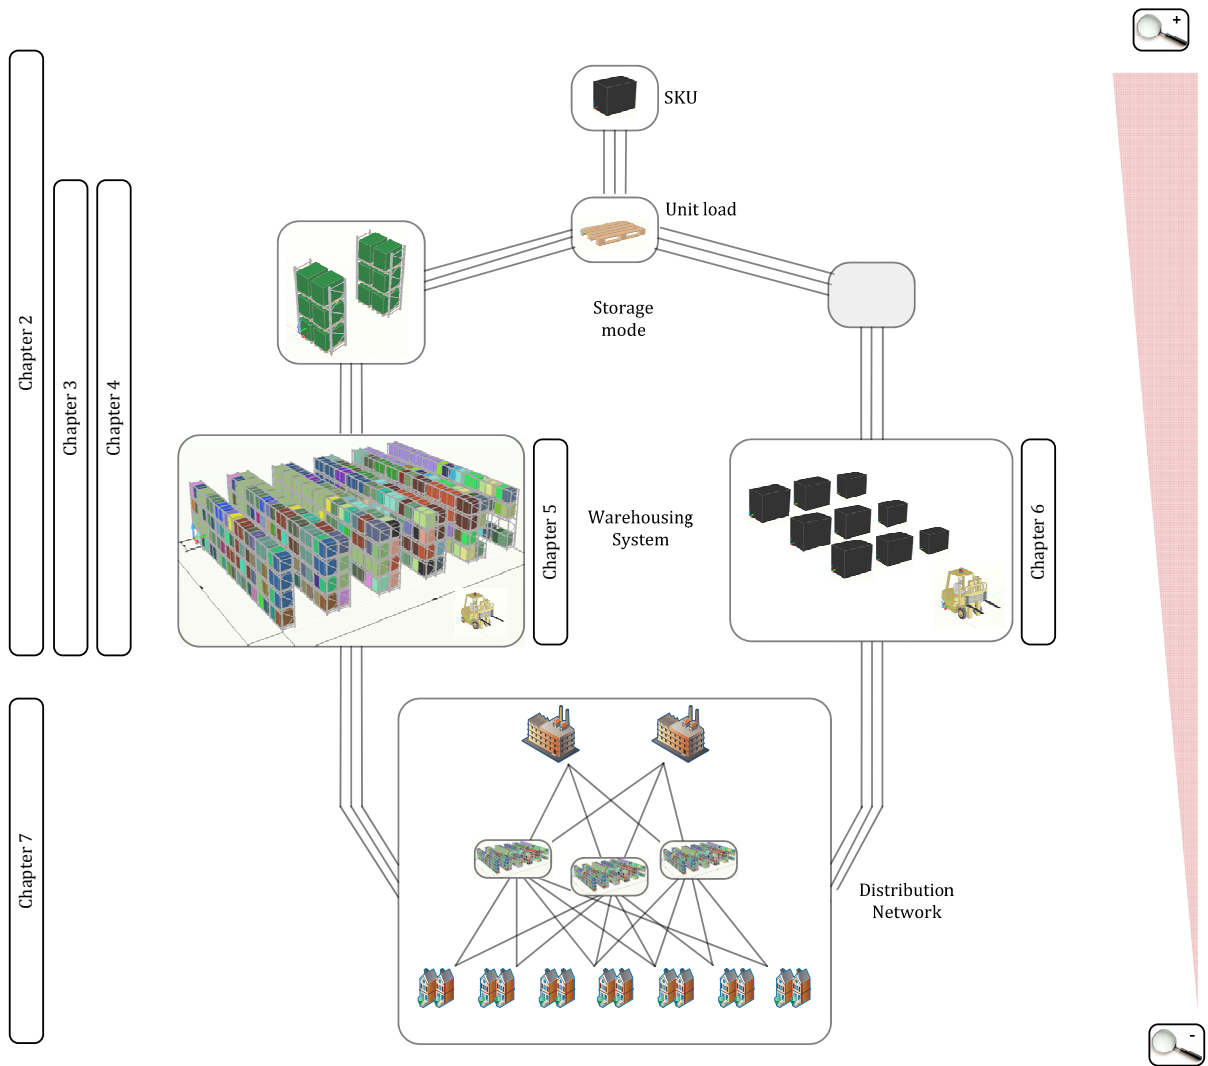 +
SKU
Unit load
Storage
mode
Chapter 2
Chapter 3
Chapter 4
Chapter 5
Warehousing
System
Chapter 6
Chapter 7
Distribution
Network
-